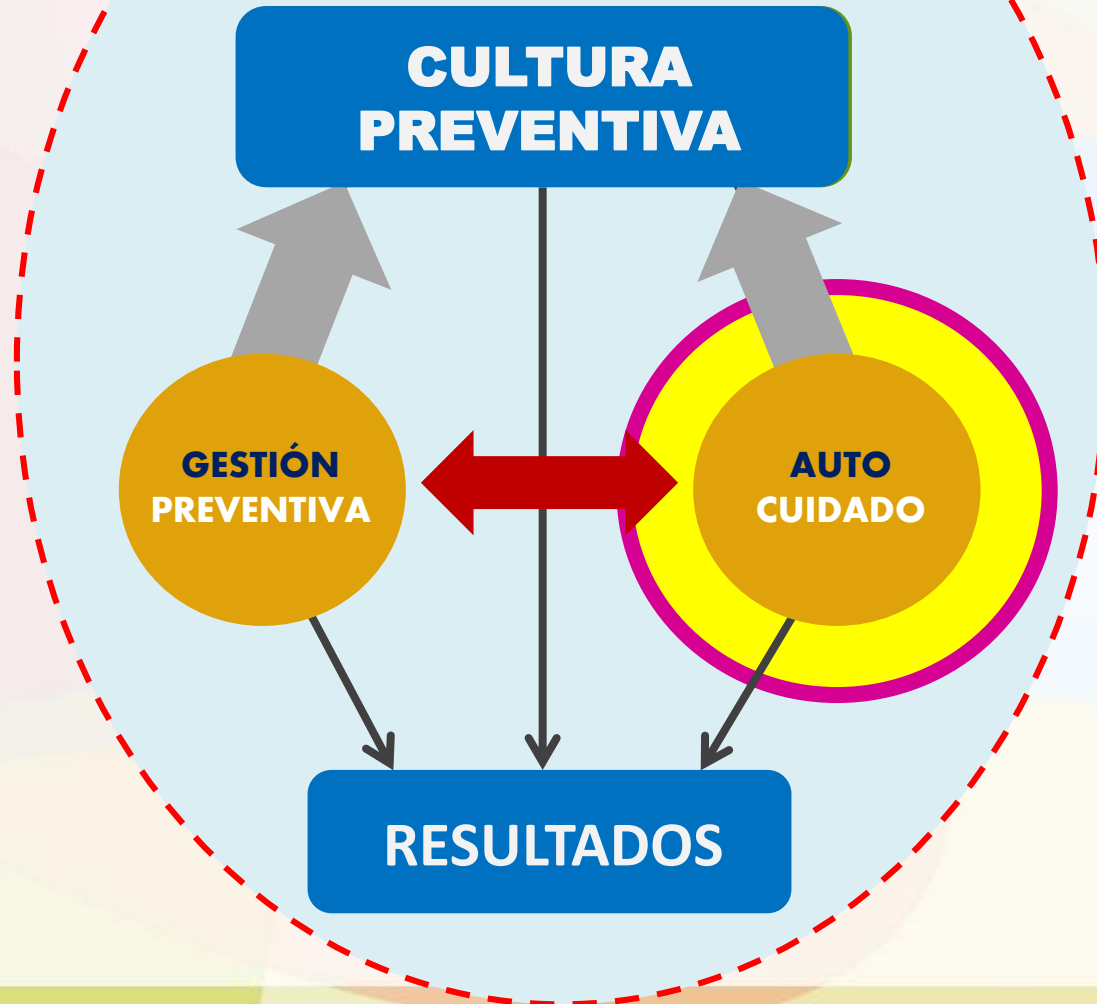 CULTURA
PREVENTIVA
GESTIÓN
PREVENTIVA
AUTO
CUIDADO
RESULTADOS